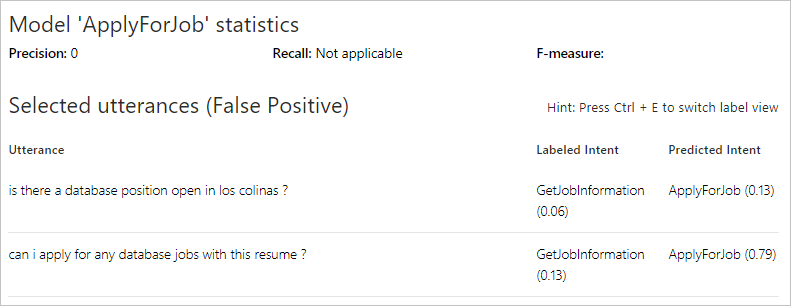 Model 'ApplyForJob' statistics
Precision: 0 Recall: Not applicable F-measure:
Selected utterances (False Positive) Hint: Press Ctrl + E to switch label view
Utterance Labeled Intent Predicted Intent
is there a database position open in los colinas ? GetJobInformation ApplyForJob (0.13)
(0.06)
can i apply for any database jobs with this resume ? GetJobInformation ApplyForJob (0.79)
(0.13)